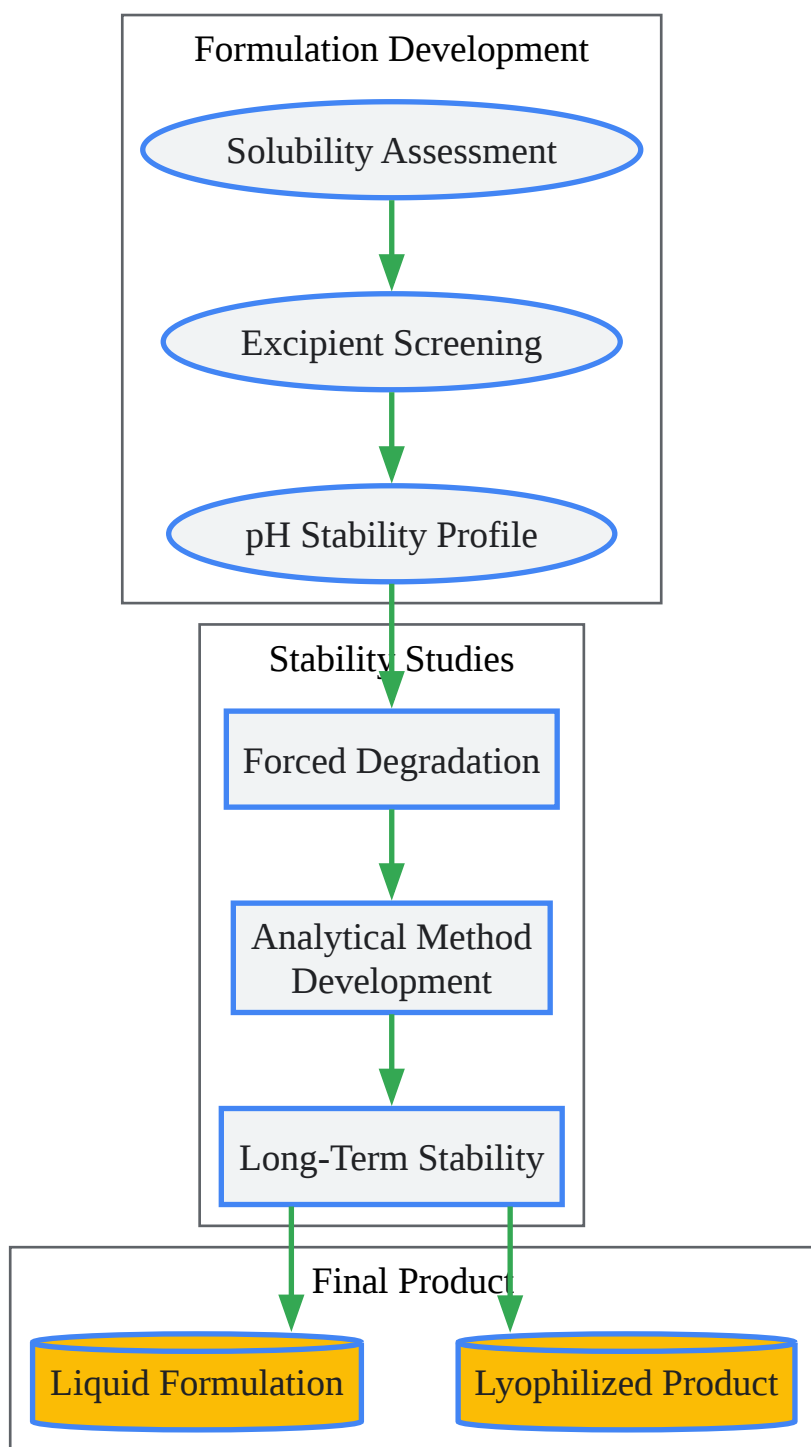 Formulation Development
Solubility Assessment
Excipient Screening
pH Stability Profile
Stability Studies
Forced Degradation
Analytical Method
Development
Long-Term Stability
Final Product
Liquid Formulation
Lyophilized Product